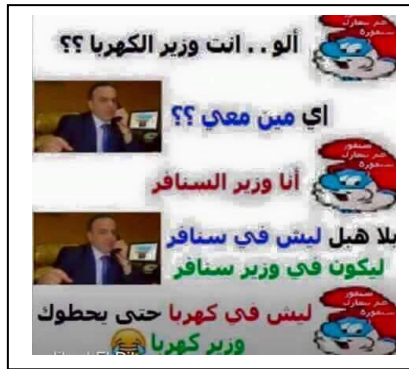 ألو . . انت وزير الكهربا ؟؟
اي مين معي ؟؟
أنا وزير السنافر
بلا هبل ليش في سنافر
ليكون في وزير سنافر
ليش في كهربا حتى يحطوك
وزير كهربا